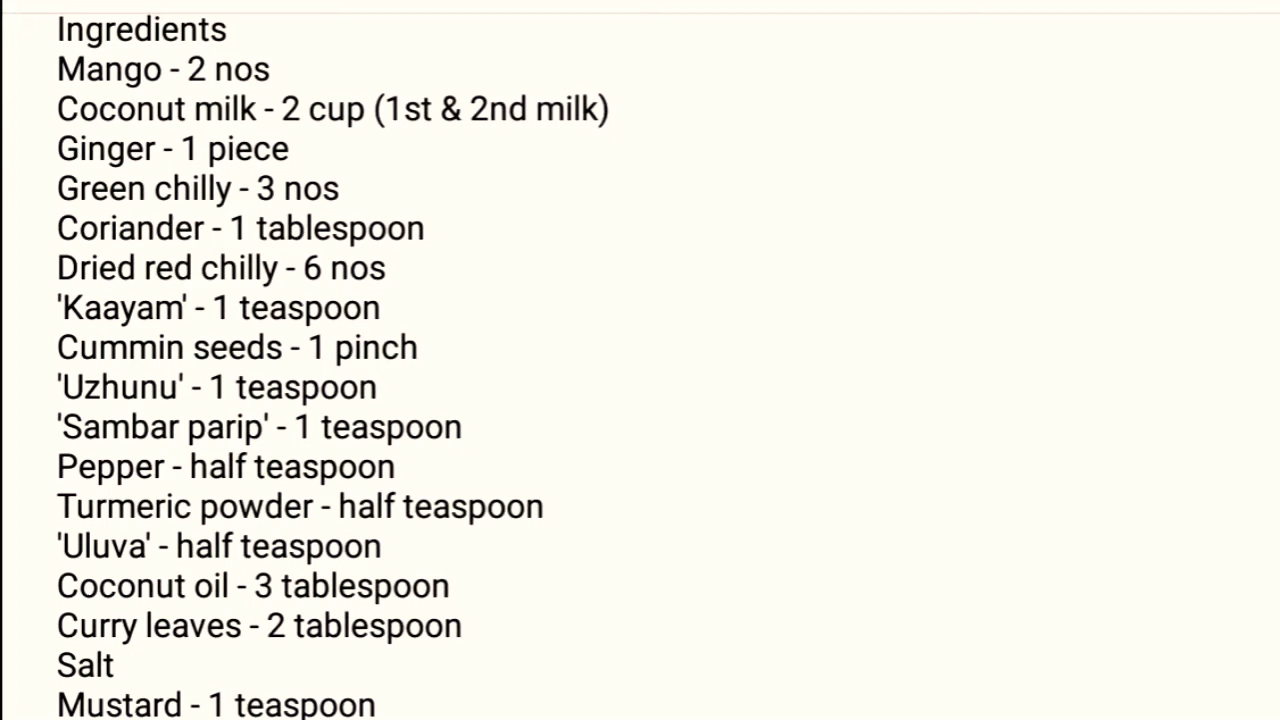 Ingredients
Mango - 2 nos
Coconut milk - 2 cup (1st & 2nd milk)
Ginger - 1 piece
Green chilly - 3 nos
Coriander - 1 tablespoon
Dried red chilly - 6 nos
'Kaayam' - 1 teaspoon
Cummin seeds - 1 pinch
'Uzhunu' - 1 teaspoon
'Sambar parip' - 1 teaspoon
Pepper - half teaspoon
Turmeric powder - half teaspoon
'Uluva' - half teaspoon
Coconut oil - 3 tablespoon
Curry leaves - 2 tablespoon
Salt
Mustard - 1 teaspoon